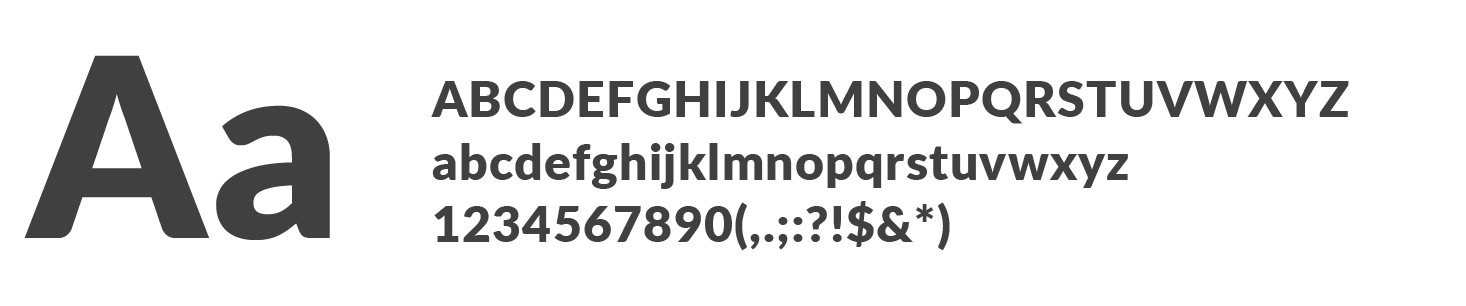 Aa
ABCDEFGHIJKLMNOPQRSTUVWXYZ
abcdefghijklmnopqrstuvwxyz
1234567890(,.;:?!$&*)